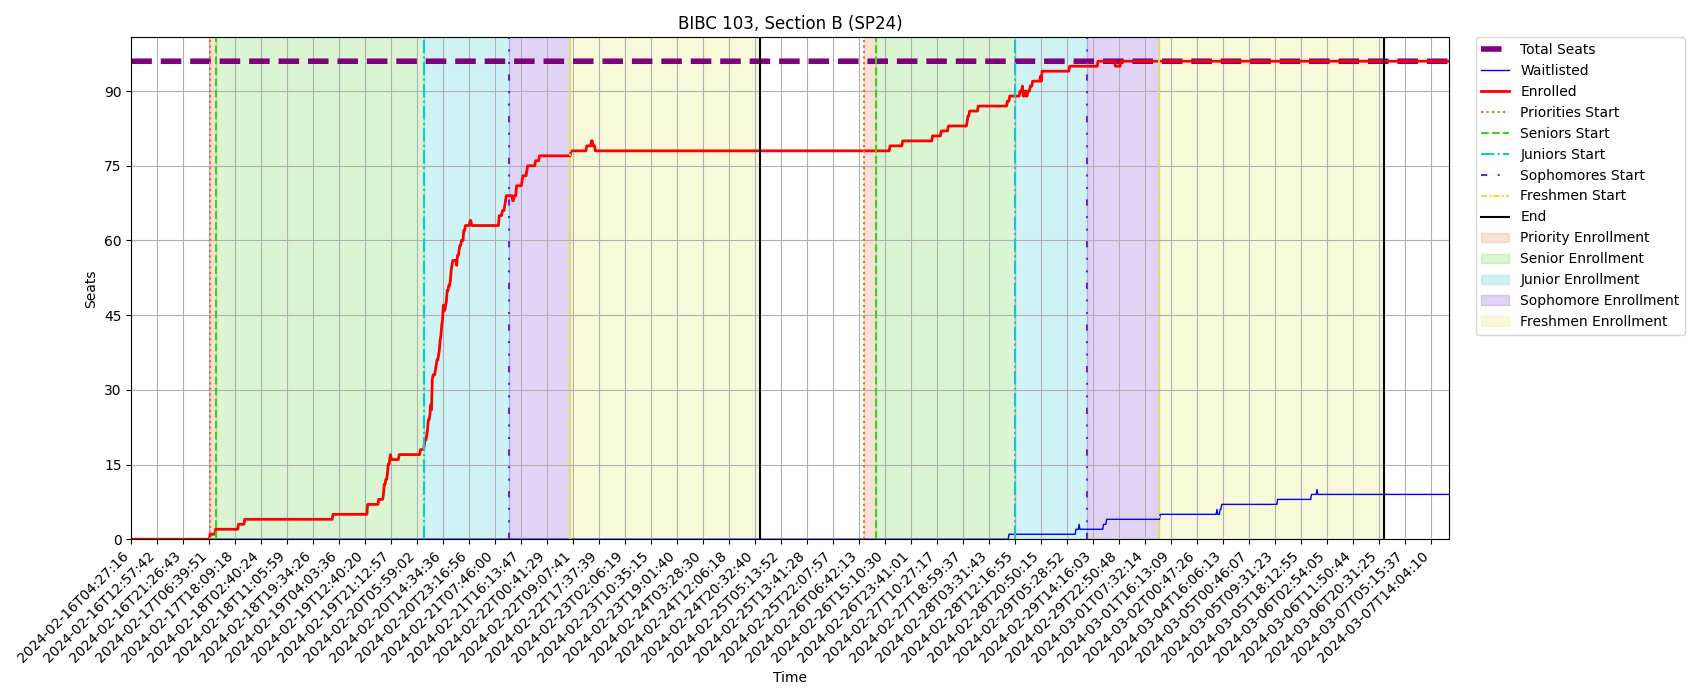 BIBC 103, Section B (SP24)
Seats
90
75
60
45
30
15
0
2024-02-16T04:27:16
2024-02-16T12:57:42
2024-02-16T21:26:43
2024-02-17T06:39:51
2024-02-17T18:09:18
2024-02-18T02:40:24
2024-02-18T11:05:59
2024-02-18T19:34:26
2024-02-19T04:03:36
2024-02-19T12:40:20
2024-02-19T21:12:57
2024-02-20T05:59:02
2024-02-20T14:34:36
2024-02-20T23:16:56
2024-02-21T07:46:00
2024-02-21T16:13:47
2024-02-22T00:41:29
2024-02-22T09:07:41
2024-02-22T17:37:39
2024-02-23T02:06:19
2024-02-23T10:35:15
2024-02-23T19:01:40
2024-02-24T03:28:30
2024-02-24T12:06:18
2024-02-24T20:32:40
2024-02-25T05:13:52
2024-02-25T13:41:28
2024-02-25T22:07:57
2024-02-26T06:42:13
2024-02-26T15:10:30
2024-02-26T23:41:01
2024-02-27T10:27:17
2024-02-27T18:59:37
2024-02-28T03:31:43
2024-02-28T12:16:55
2024-02-28T20:50:15
2024-02-29T05:28:52
2024-02-29T14:16:03
2024-02-29T22:50:48
2024-03-01T07:32:14
2024-03-01T16:13:09
2024-03-02T00:47:26
2024-03-04T16:06:13
2024-03-05T00:46:07
2024-03-05T09:31:23
2024-03-05T18:12:55
2024-03-06T02:54:05
2024-03-06T11:50:44
2024-03-06T20:31:25
2024-03-07T05:15:37
2024-03-07T14:04:10
Time
Total Seats
Waitlisted
Enrolled
Priorities Start
Seniors Start
Juniors Start
Sophomores Start
Freshmen Start
End
Priority Enrollment
Senior Enrollment
Junior Enrollment
Sophomore Enrollment
Freshmen Enrollment